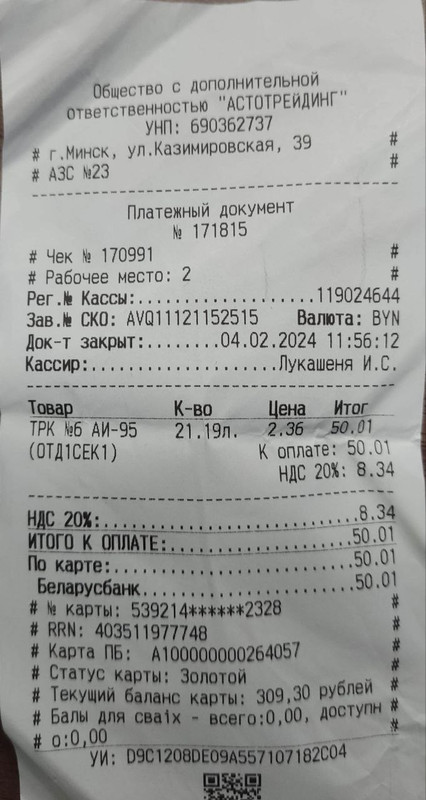 Общество с дополнительной
ответственностью "АСТОТРЕЙДИНГ"
УНП: 690362737
# г.Минск, ул.Казимировская, 39 #
# АЗС №23 #
Платежный документ
№ 171815
# Чек № 170991 #
# Рабочее место: 2 #
Рег.№ Кассы:......................119024644
Зав.№ СКО: AVQ11121152515 Валюта: BYN
Док-т закрыт:........04.02.2024 11:56:12
Кассир:....................Лукашеня И.С.
Товар К-во Цена Итог
ТРК №6 АИ-95 21.19л. 2.36 50.01
(ОТД1СЕК1) К оплате: 50.01
НДС 20%: 8.34
НДС 20%:..............................8.34
ИТОГО К ОПЛАТЕ:......................50.01
По карте:............................50.01
Беларусбанк..........................50.01
# № карты: 539214******2328 #
# RRN: 403511977748 #
# Карта ПБ: A100000000264057 #
# Статус карты: Золотой #
# Текущий баланс карты: 309,30 рублей #
# Балы для сваiх - всего:0,00, доступн #
# о:0,00 #
УИ: D9C1208DE09A557107182C04